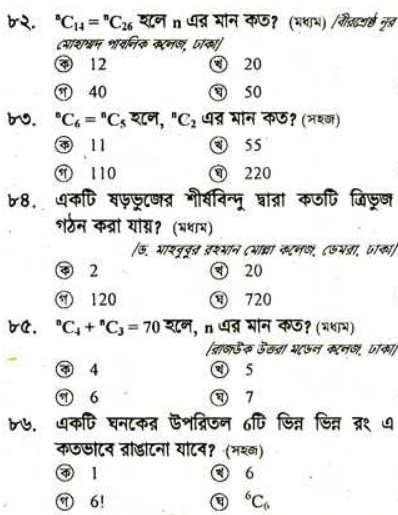 ৮২. ⁿC₁₄ = ⁿC₂₆ হলে n এর মান কত? (মধ্যম) [বীরশ্রেষ্ঠ নূর
মোহাম্মদ পাবলিক কলেজ, ঢাকা]
ক 12 খ 20
গ 40 ঘ 50
৮৩. ⁿC₆ = ⁿC₅ হলে, ⁿC₂ এর মান কত? (সহজ)
ক 11 খ 55
গ 110 ঘ 220
৮৪. একটি ষড়ভুজের শীর্ষবিন্দু দ্বারা কতটি ত্রিভুজ
গঠন করা যায়? (মধ্যম)
[ড. মাহবুবুর রহমান মোল্লা কলেজ, ডেমরা, ঢাকা]
ক 2 খ 20
গ 120 ঘ 720
৮৫. ⁿC₄ + ⁿC₃ = 70 হলে, n এর মান কত? (মধ্যম)
[রাজউক উত্তরা মডেল কলেজ, ঢাকা]
ক 4 খ 5
গ 6 ঘ 7
৮৬. একটি ঘনকের উপরিতল 6টি ভিন্ন ভিন্ন রং এ
কতভাবে রাঙানো যাবে? (সহজ)
ক 1 খ 6
গ 6! ঘ ⁶C₆